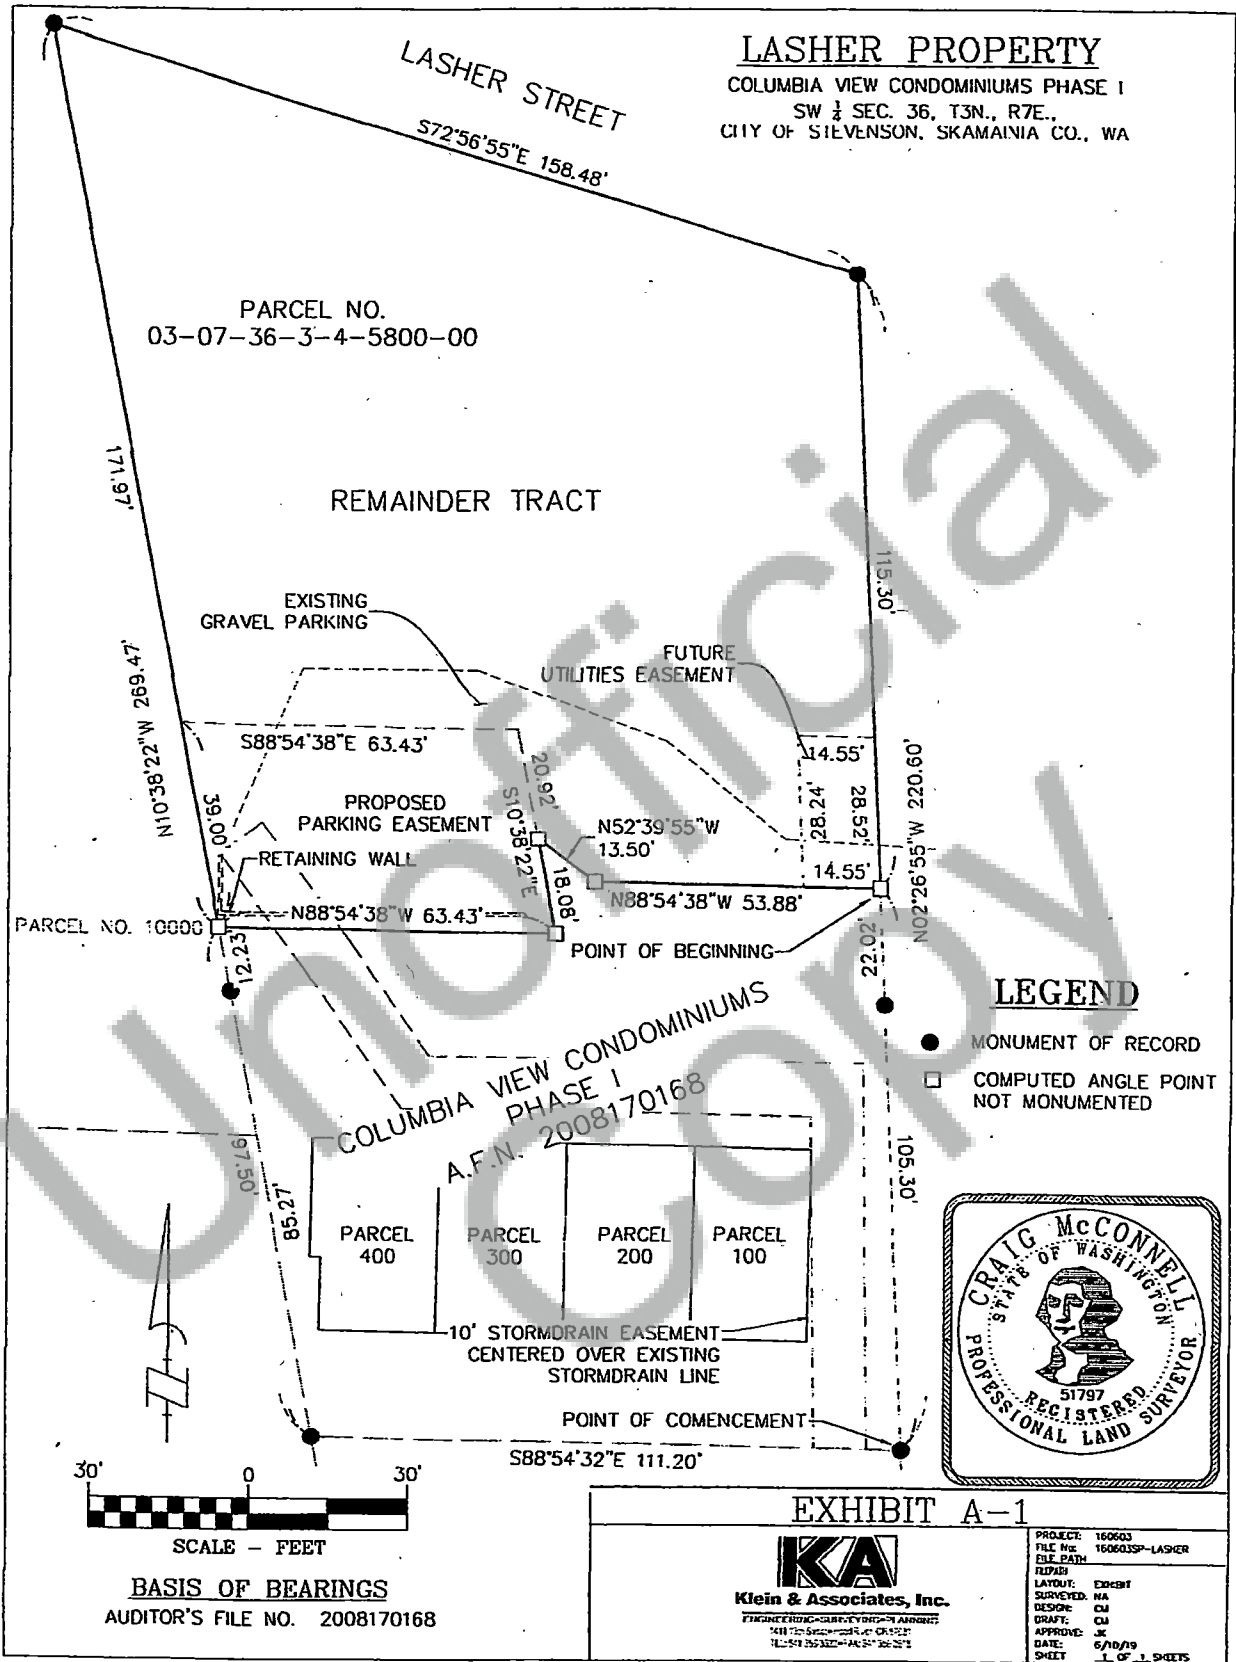 LASHER PROPERTY
COLUMBIA VIEW CONDOMINIUMS PHASE I
SW ¼ SEC. 36, T3N., R7E.,
CITY OF STEVENSON, SKAMANIA CO., WA
LASHER STREET
S72°56'55"E 158.48'
PARCEL NO.
03-07-36-3-4-5800-00
171.97'
REMAINDER TRACT
115.30'
EXISTING
GRAVEL PARKING
FUTURE
UTILITIES EASEMENT
N10°38'22"W 269.47'
S88°54'38"E 63.43'
20.92'
S10°38'22"E
14.55'
28.24'
28.52'
N02°26'55"W 220.60'
39.00'
PROPOSED
PARKING EASEMENT
N52°39'55"W
13.50'
RETAINING WALL
18.08'
14.55'
N88°54'38"W 53.88'
PARCEL NO. 10000
N88°54'38"W 63.43'
POINT OF BEGINNING
12.23'
22.02'
LEGEND
MONUMENT OF RECORD
COMPUTED ANGLE POINT
NOT MONUMENTED
COLUMBIA VIEW CONDOMINIUMS
PHASE I
A.F.N. 2008170168
97.50'
85.27'
105.30'
PARCEL
400
PARCEL
300
PARCEL
200
PARCEL
100
10' STORMDRAIN EASEMENT
CENTERED OVER EXISTING
STORMDRAIN LINE
POINT OF COMENCEMENT
S88°54'32"E 111.20'
CRAIG McCONNELL
STATE OF WASHINGTON
51797
REGISTERED
PROFESSIONAL LAND SURVEYOR
30' 0 30'
SCALE - FEET
BASIS OF BEARINGS
AUDITOR'S FILE NO. 2008170168
EXHIBIT A-1
KA
Klein & Associates, Inc.
ENGINEERING-SURVEYING-PLANNING
PROJECT: 160603
FILE No: 160603SP-LASHER
FILE PATH
LAYOUT: EXHIBIT
SURVEYED: NA
DESIGN: CM
DRAFT: CM
APPROVE: JK
DATE: 6/10/19
SHEET 1 OF 1 SHEETS
Unofficial
Copy